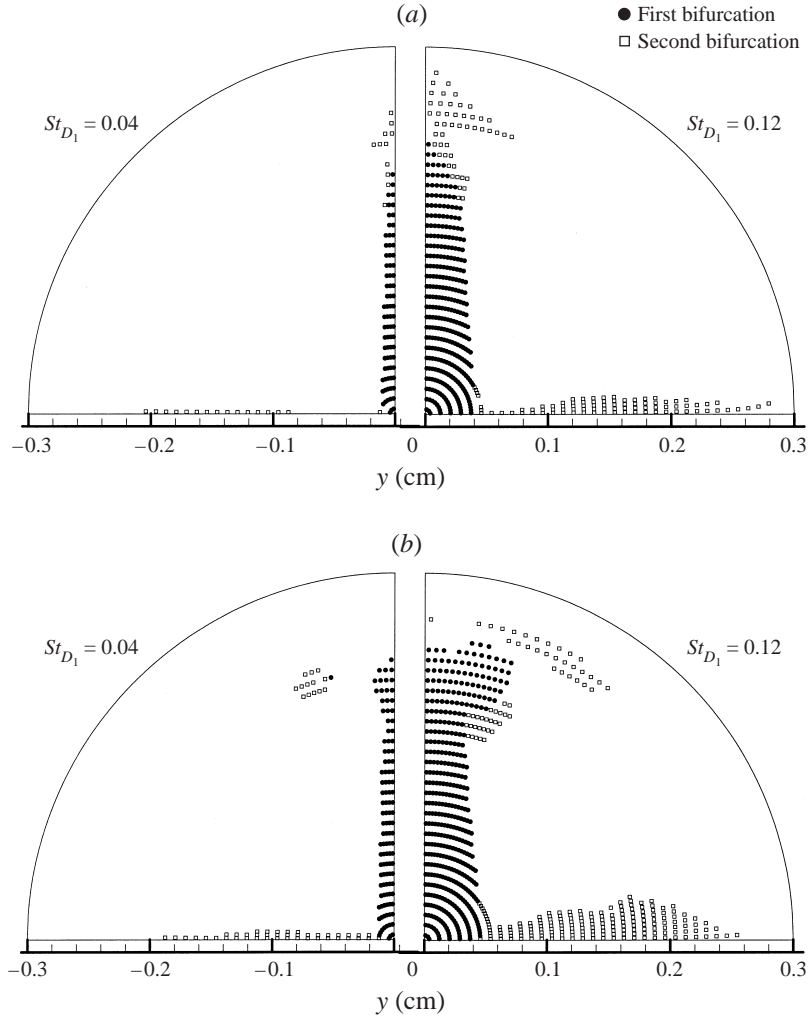 (a)
First bifurcation
Second bifurcation
St_{D_1} = 0.04
St_{D_1} = 0.12
−0.3 −0.2 −0.1 0 0.1 0.2 0.3
y (cm)
(b)
St_{D_1} = 0.04
St_{D_1} = 0.12
−0.3 −0.2 −0.1 0 0.1 0.2 0.3
y (cm)